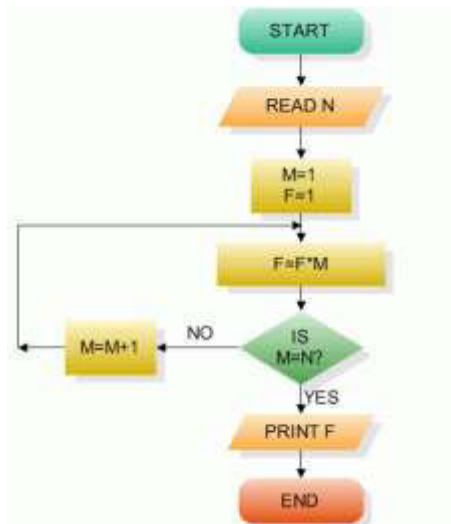 START
READ N
M=1
F=1
F=F*M
NO
IS
M=N?
M=M+1
YES
PRINT F
END